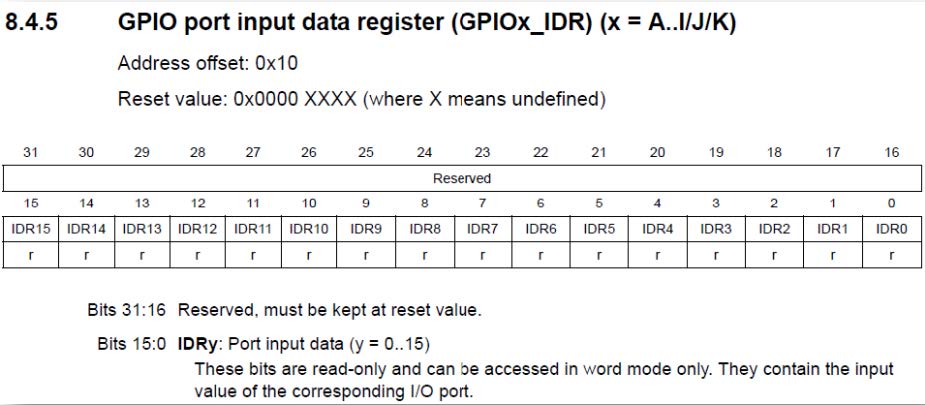 8.4.5 GPIO port input data register (GPIOx_IDR) (x = A..I/J/K)
Address offset: 0x10
Reset value: 0x0000 XXXX (where X means undefined)
31 30 29 28 27 26 25 24 23 22 21 20 19 18 17 16
Reserved
15 14 13 12 11 10 9 8 7 6 5 4 3 2 1 0
IDR15 IDR14 IDR13 IDR12 IDR11 IDR10 IDR9 IDR8 IDR7 IDR6 IDR5 IDR4 IDR3 IDR2 IDR1 IDR0
r r r r r r r r r r r r r r r r
Bits 31:16 Reserved, must be kept at reset value.
Bits 15:0 IDRy: Port input data (y = 0..15)
These bits are read-only and can be accessed in word mode only. They contain the input
value of the corresponding I/O port.